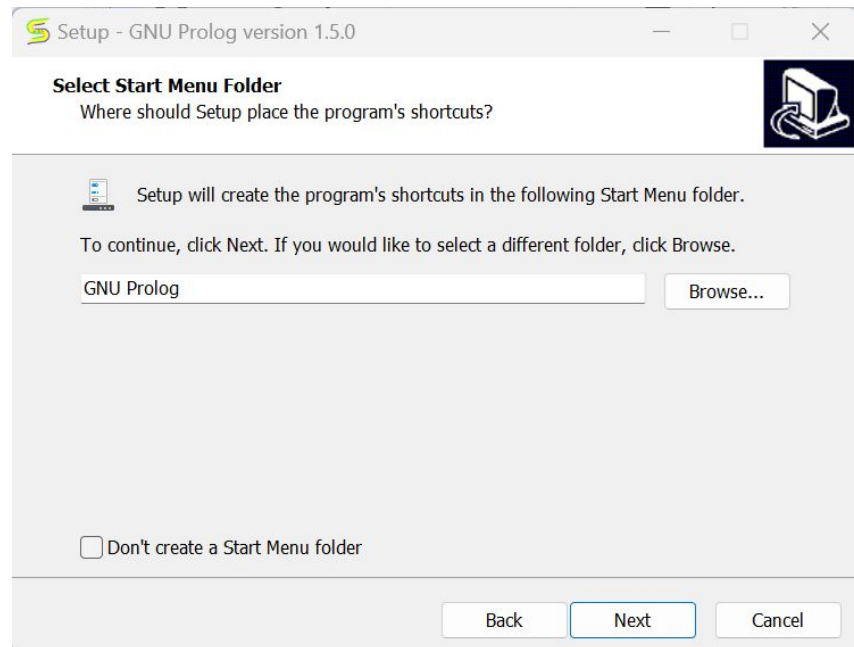 Setup - GNU Prolog version 1.5.0
Select Start Menu Folder
Where should Setup place the program's shortcuts?
Setup will create the program's shortcuts in the following Start Menu folder.
To continue, click Next. If you would like to select a different folder, click Browse.
GNU Prolog
Browse...
Don't create a Start Menu folder
Back
Next
Cancel